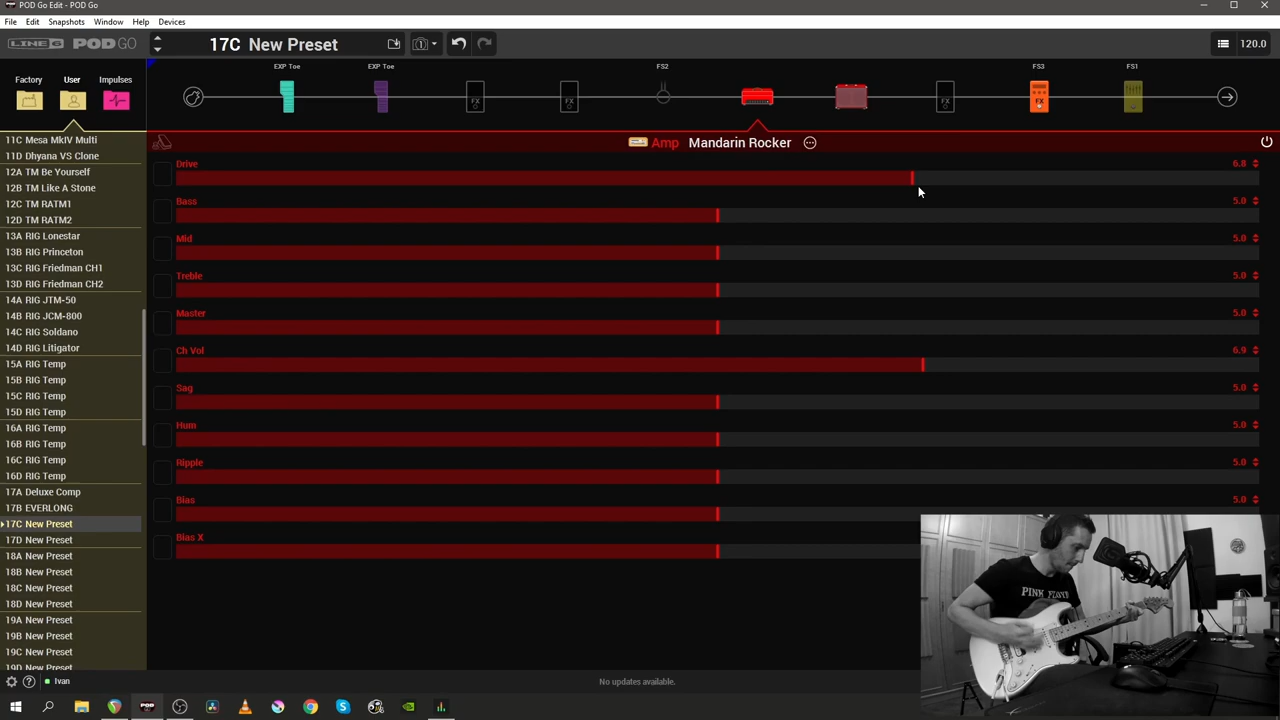 POD Go Edit - POD Go
File Edit Snapshots Window Help Devices
LINE 6 POD GO
17C New Preset
120.0
Factory User Impulses
EXP Toe
EXP Toe
FS2
FS3
FS1
FX
FX
FX
FX
11C Mesa MkIV Multi
11D Dhyana VS Clone
12A TM Be Yourself
12B TM Like A Stone
12C TM RATM1
12D TM RATM2
13A RIG Lonestar
13B RIG Princeton
13C RIG Friedman CH1
13D RIG Friedman CH2
14A RIG JTM-50
14B RIG JCM-800
14C RIG Soldano
14D RIG Litigator
15A RIG Temp
15B RIG Temp
15C RIG Temp
15D RIG Temp
16A RIG Temp
16B RIG Temp
16C RIG Temp
16D RIG Temp
17A Deluxe Comp
17B EVERLONG
17C New Preset
17D New Preset
18A New Preset
18B New Preset
18C New Preset
18D New Preset
19A New Preset
19B New Preset
19C New Preset
19D New Preset
Amp Mandarin Rocker
Drive 6.8
Bass 5.0
Mid 5.0
Treble 5.0
Master 5.0
Ch Vol 6.9
Sag 5.0
Hum 5.0
Ripple 5.0
Bias 5.0
Bias X
PINK FLOYD
Ivan
No updates available.
POD